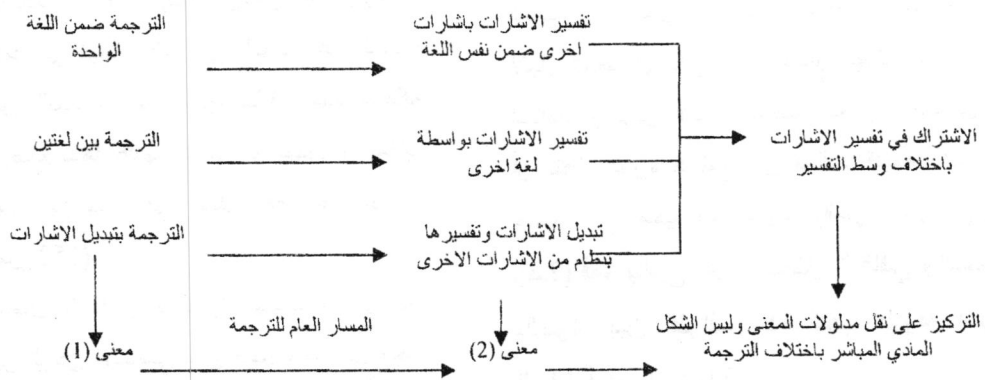 الترجمة ضمن اللغة
الواحدة
تفسير الاشارات باشارات
اخرى ضمن نفس اللغة
الترجمة بين لغتين
تفسير الاشارات بواسطة
لغة اخرى
الاشتراك في تفسير الاشارات
باختلاف وسط التفسير
الترجمة بتبديل الاشارات
تبديل الاشارات وتفسيرها
بنظام من الاشارات الاخرى
معنى (1)
المسار العام للترجمة
معنى (2)
التركيز على نقل مدلولات المعنى وليس الشكل
المادي المباشر باختلاف الترجمة